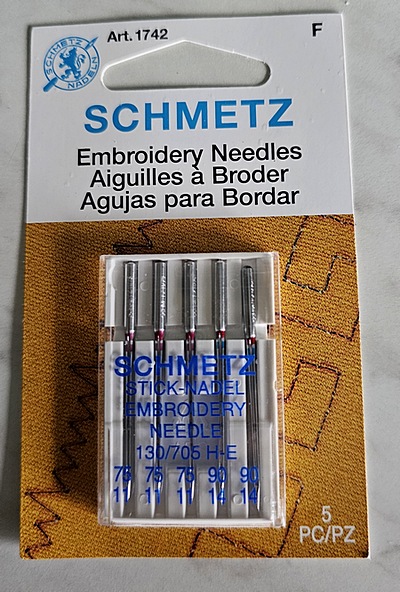 SCHMETZ
NADELN
Art.1742
F
SCHMETZ
Embroidery Needles
Aiguilles à Broder
Agujas para Bordar
SCHMETZ
STICK-NADEL
EMBROIDERY
NEEDLE
130/705 H-E
75 75 75 90 90
11 11 11 14 14
5
PC/PZ